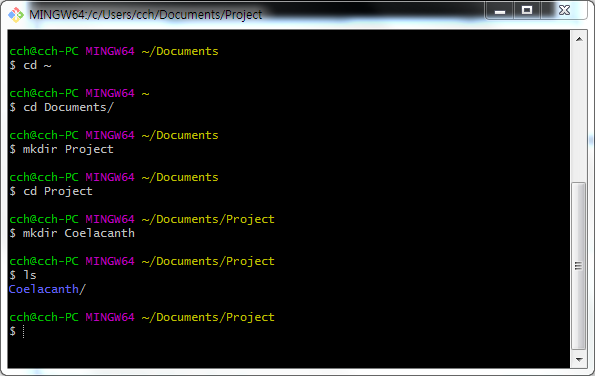 MINGW64:/c/Users/cch/Documents/Project
cch@cch-PC MINGW64 ~/Documents
$ cd ~
cch@cch-PC MINGW64 ~
$ cd Documents/
cch@cch-PC MINGW64 ~/Documents
$ mkdir Project
cch@cch-PC MINGW64 ~/Documents
$ cd Project
cch@cch-PC MINGW64 ~/Documents/Project
$ mkdir Coelacanth
cch@cch-PC MINGW64 ~/Documents/Project
$ ls
Coelacanth/
cch@cch-PC MINGW64 ~/Documents/Project
$